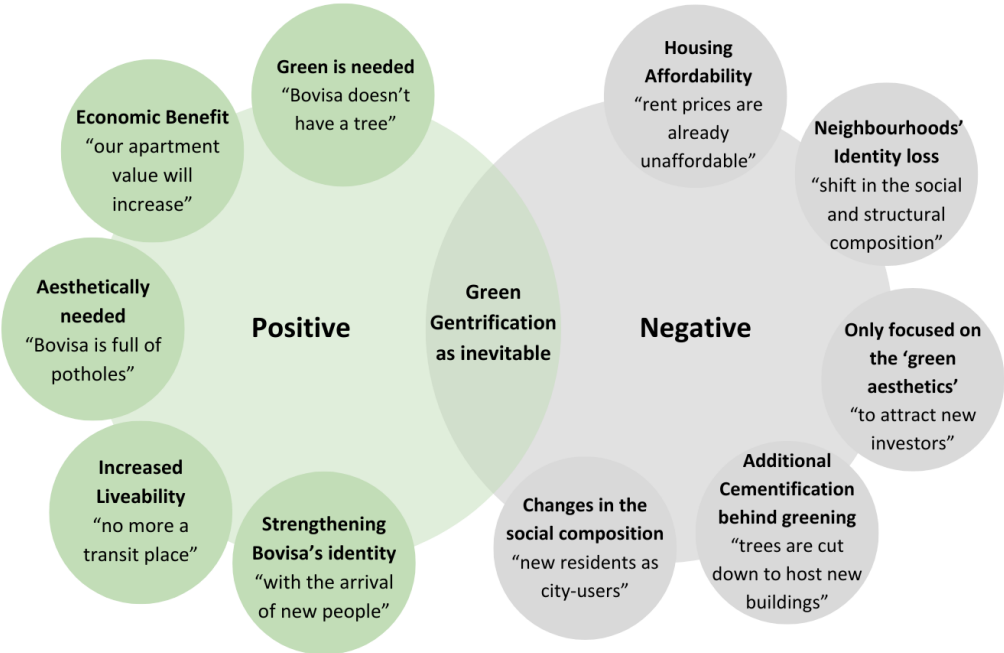 Green is needed
“Bovisa doesn’t
have a tree”
Economic Benefit
“our apartment
value will
increase”
Aesthetically
needed
“Bovisa is full of
potholes”
Increased
Liveability
“no more a
transit place”
Strengthening
Bovisa’s identity
“with the arrival
of new people”
Positive
Green
Gentrification
as inevitable
Negative
Housing
Affordability
“rent prices are
already
unaffordable”
Neighbourhoods’
Identity loss
“shift in the social
and structural
composition”
Only focused on
the ‘green
aesthetics’
“to attract new
investors”
Additional
Cementification
behind greening
“trees are cut
down to host new
buildings”
Changes in the
social composition
“new residents as
city-users”